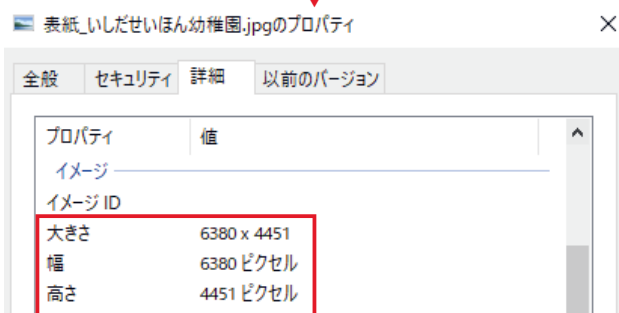 表紙_いしだせいほん幼稚園.jpgのプロパティ
全般 セキュリティ 詳細 以前のバージョン
プロパティ 値
イメージ
イメージ ID
大きさ 6380 x 4451
幅 6380 ピクセル
高さ 4451 ピクセル